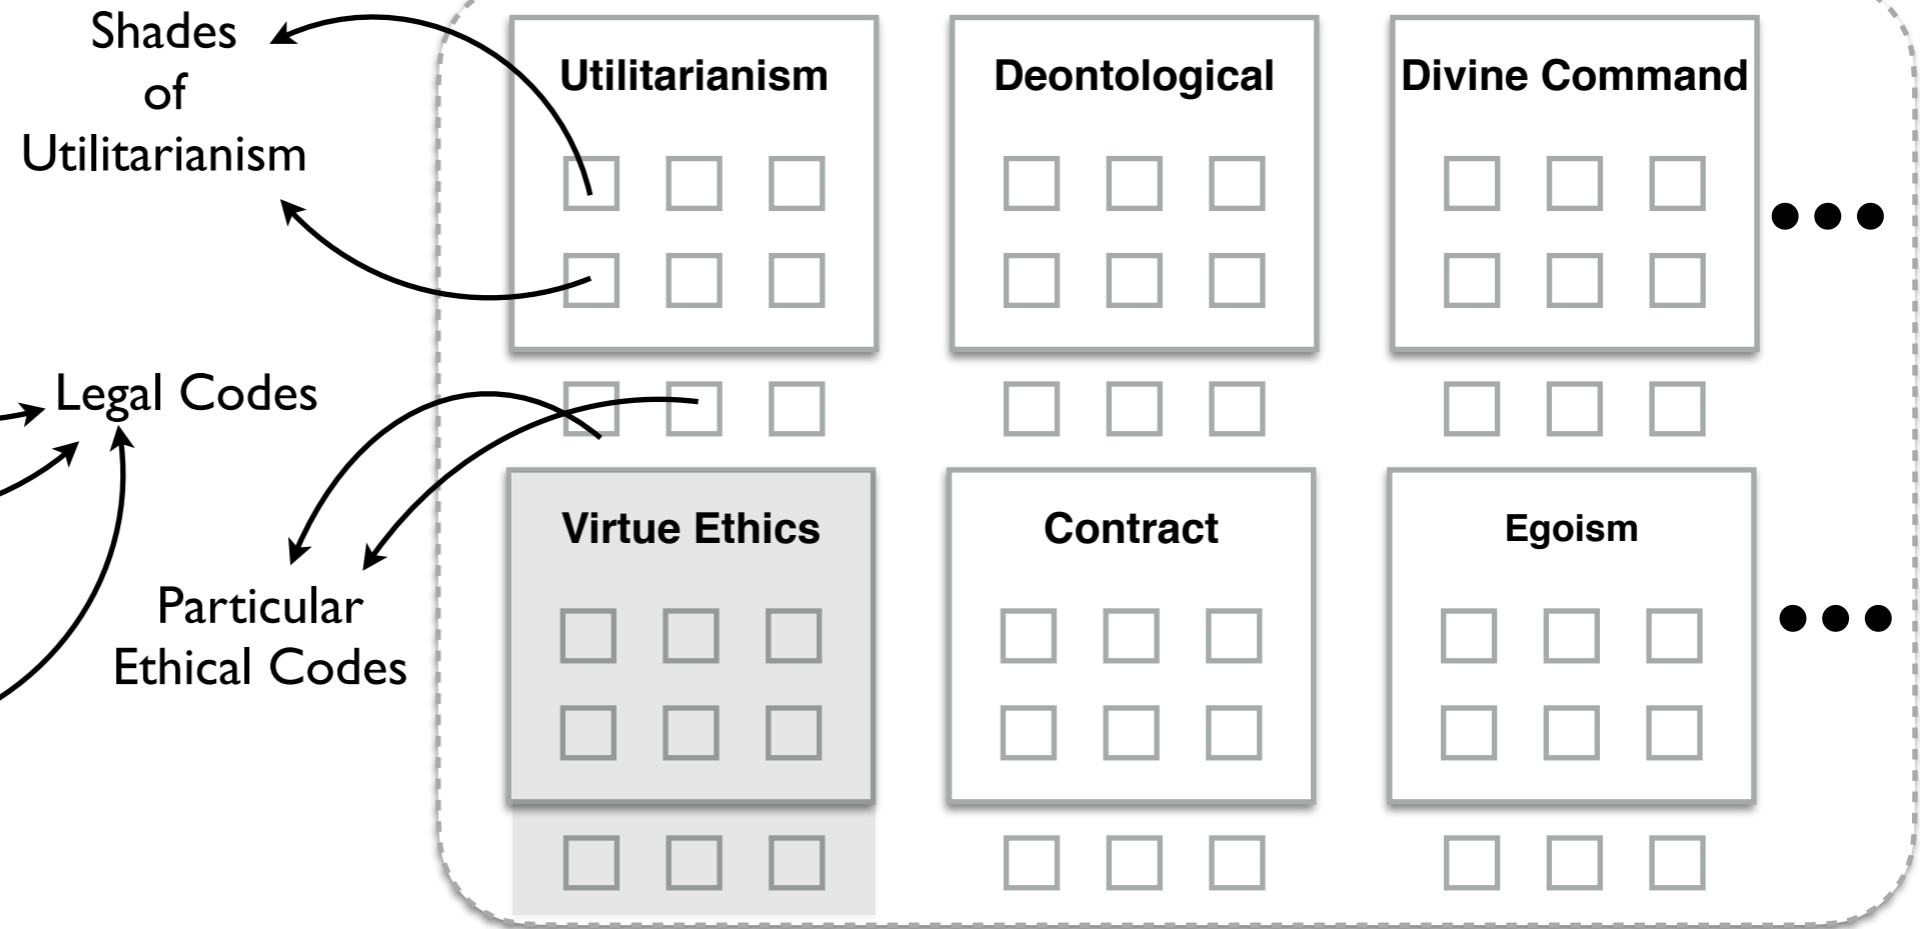 Shades
of
Utilitarianism
Utilitarianism
Deontological
Divine Command
Legal Codes
Particular
Ethical Codes
Virtue Ethics
Contract
Egoism